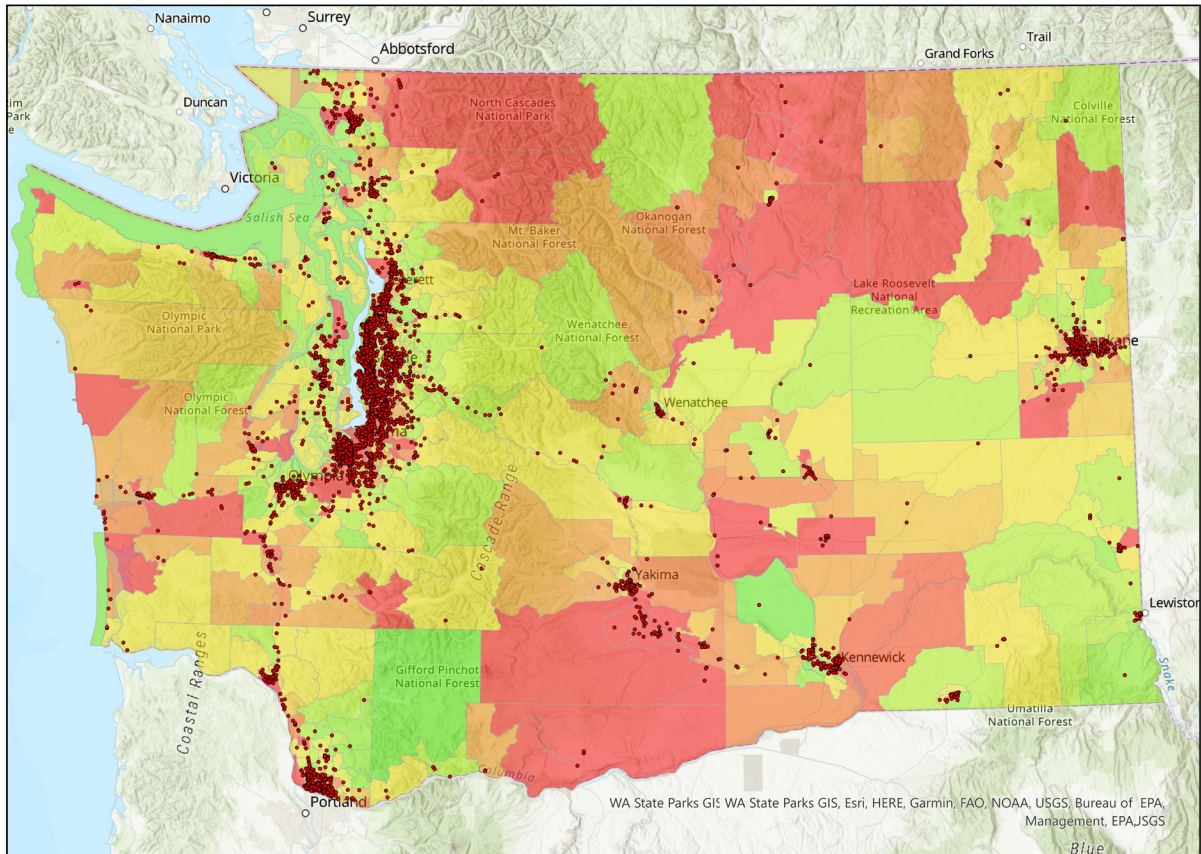 Nanaimo
Surrey
Abbotsford
Trail
Grand Forks
Duncan
Park
North Cascades
National Park
Colville
National Forest
Victoria
Salish Sea
Okanogan
National Forest
Mt. Baker
National Forest
Lake Roosevelt
National
Recreation Area
Olympic
National Park
Wenatchee
National Forest
Olympic
National Forest
Wenatchee
Olympia
Cascade Range
Yakima
Lewiston
Kennewick
Gifford Pinchot
National Forest
Coastal Ranges
Snake
Umatilla
National Forest
Columbia
Portland
WA State Parks GIS WA State Parks GIS, Esri, HERE, Garmin, FAO, NOAA, USGS, Bureau of EPA,
Management, EPA,
Blue